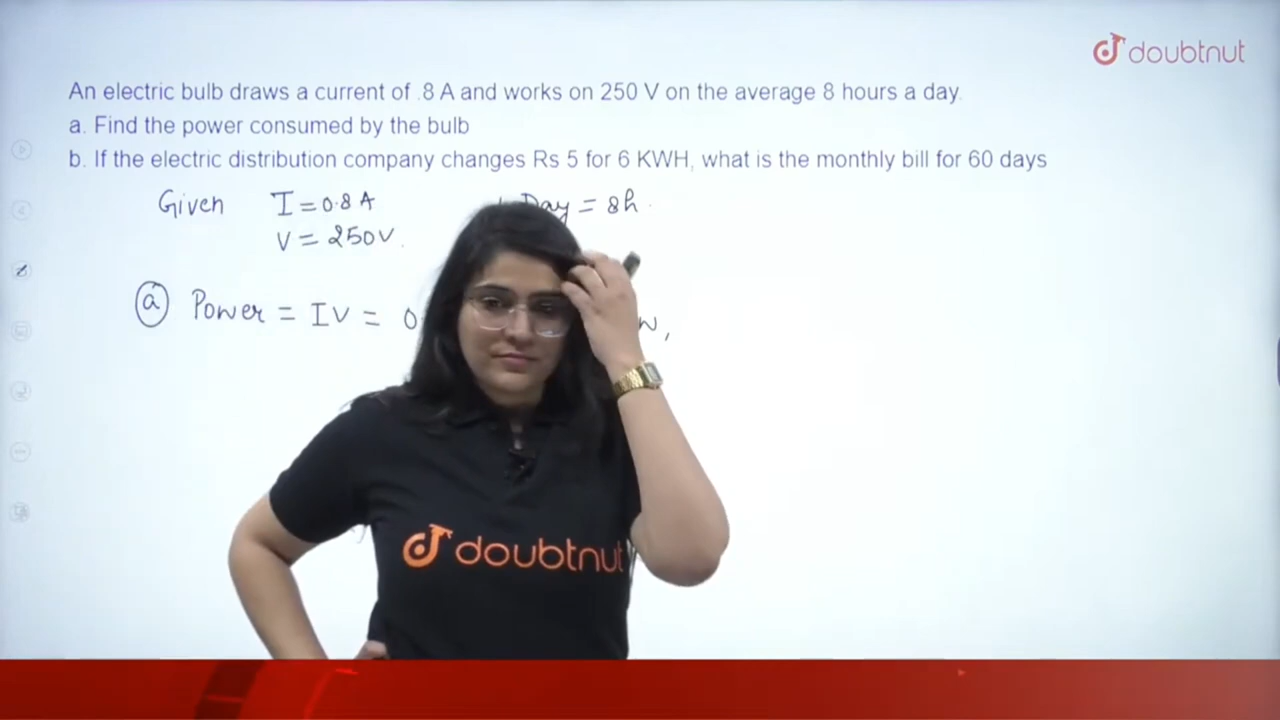 doubtnut
An electric bulb draws a current of .8 A and works on 250 V on the average 8 hours a day.
a. Find the power consumed by the bulb
b. If the electric distribution company changes Rs 5 for 6 KWH, what is the monthly bill for 60 days
Given I = 0.8 A Day = 8h.
V = 250V.
(a) Power = IV = 0. W,
doubtnut